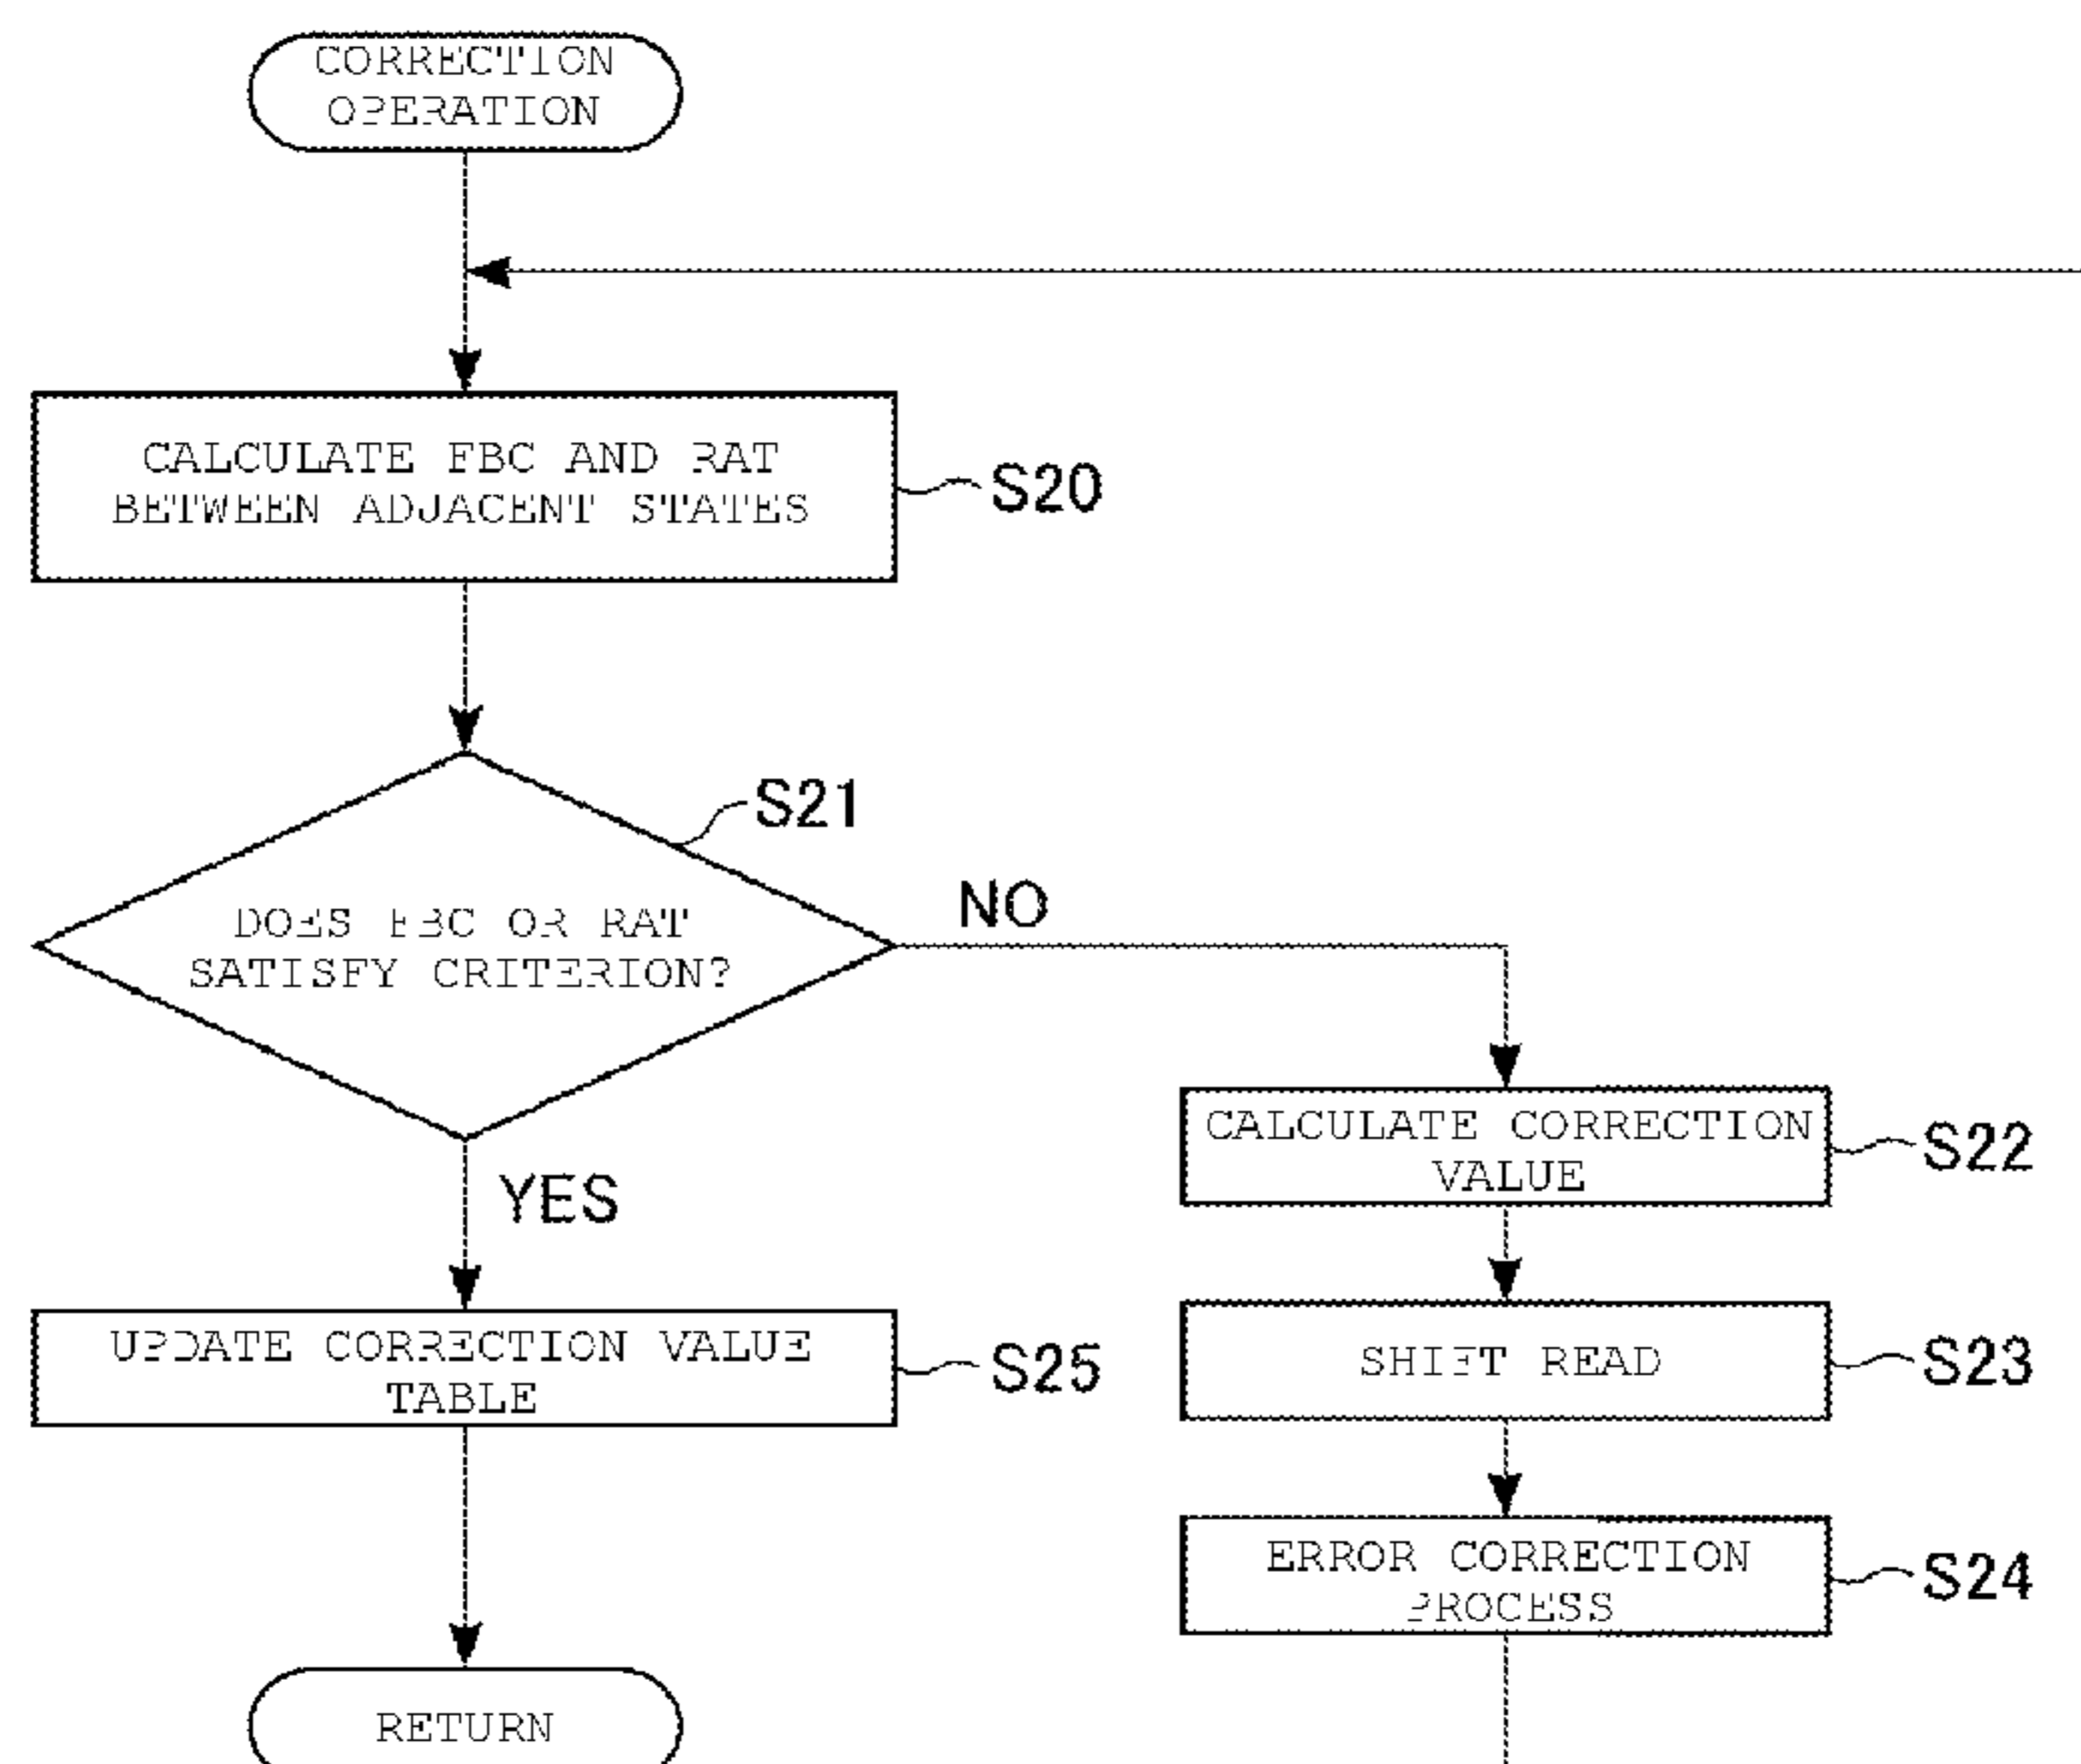 CORRECTION
OPERATION
CALCULATE FBC AND RAT
BETWEEN ADJACENT STATES
S20
S21
DOES FBC OR RAT
SATISFY CRITERION?
NO
YES
CALCULATE CORRECTION
VALUE
S22
UPDATE CORRECTION VALUE
TABLE
S25
SHIFT READ
S23
ERROR CORRECTION
PROCESS
S24
RETURN